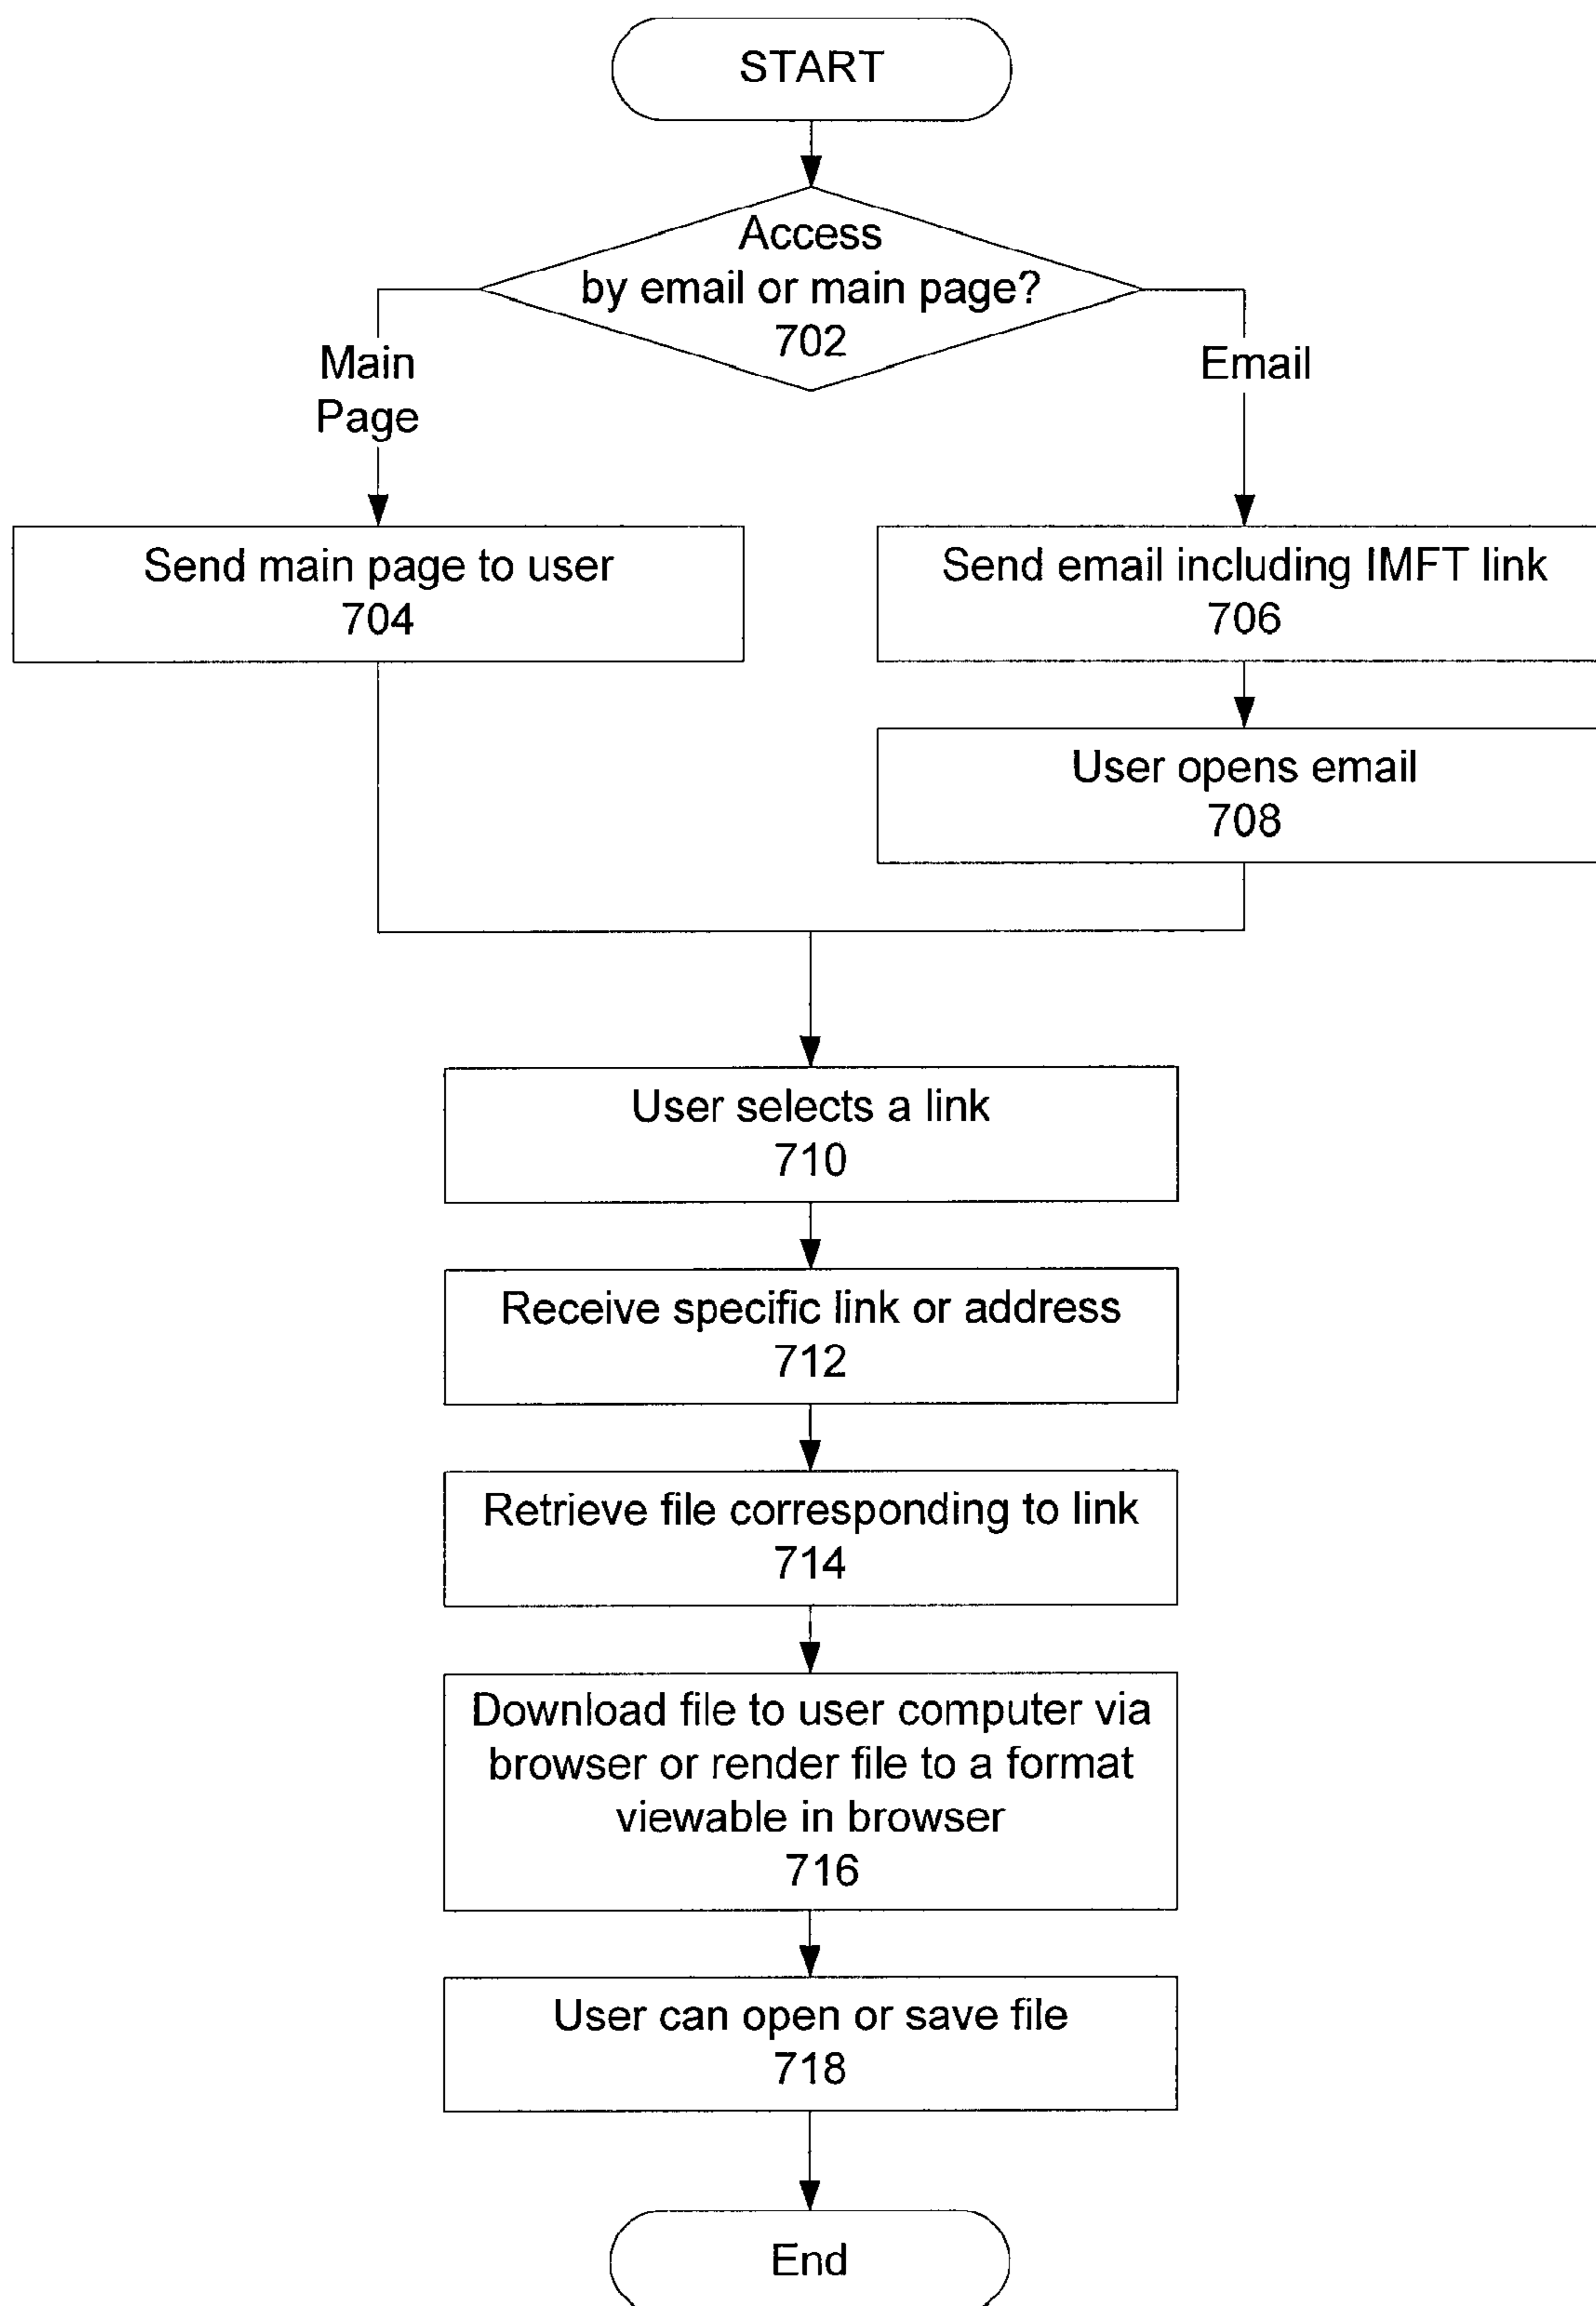 START
Access
by email or main page?
702
Main
Page
Email
Send main page to user
704
Send email including IMFT link
706
User opens email
708
User selects a link
710
Receive specific link or address
712
Retrieve file corresponding to link
714
Download file to user computer via
browser or render file to a format
viewable in browser
716
User can open or save file
718
End